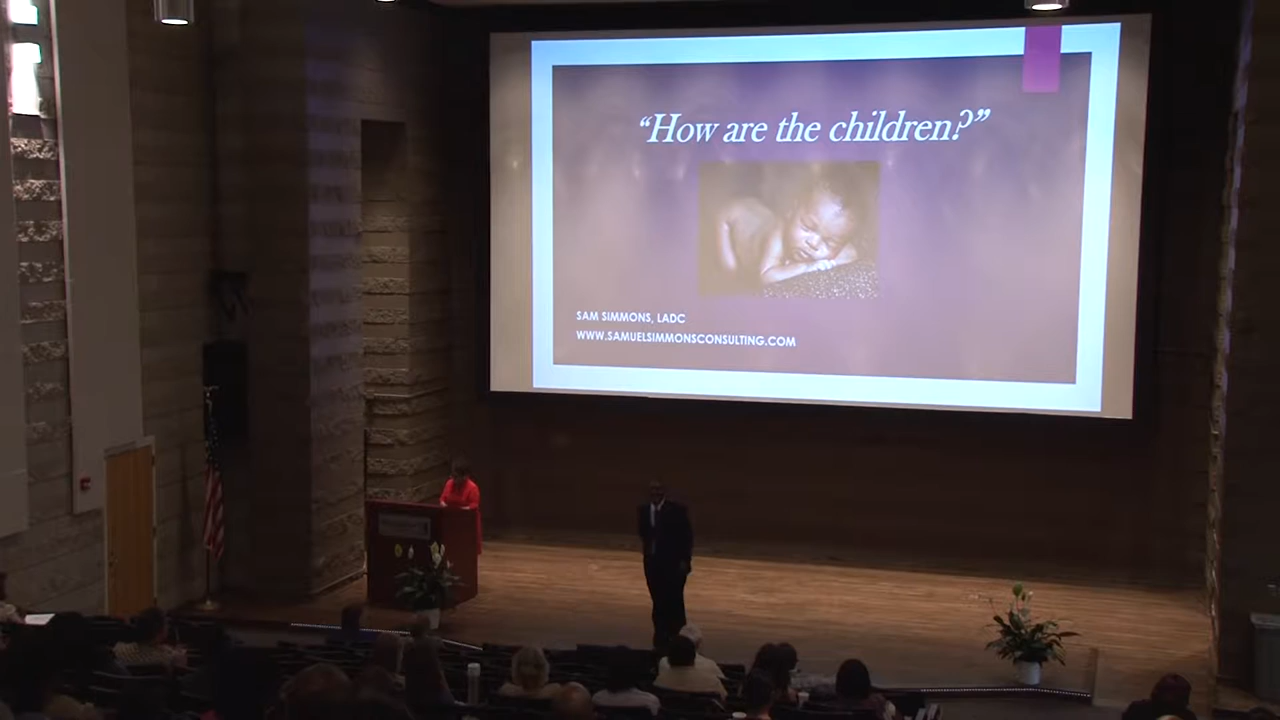 “How are the children?”
SAM SIMMONS, LADC
WWW.SAMUELSIMMONSCONSULTING.COM